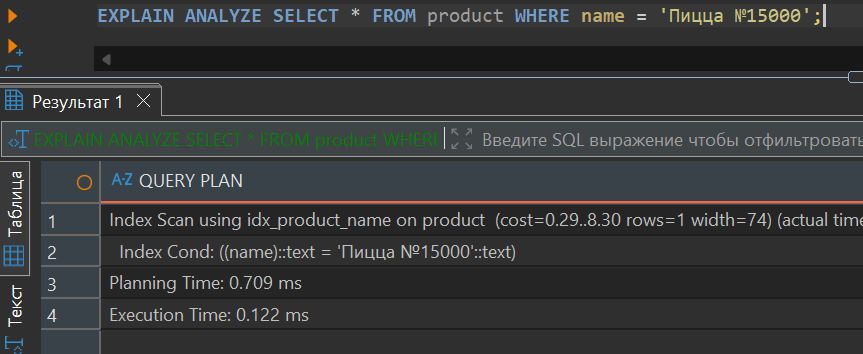 EXPLAIN ANALYZE SELECT * FROM product WHERE name = 'Пицца №15000';
Результат 1
EXPLAIN ANALYZE SELECT * FROM product WHERE
Введите SQL выражение чтобы отфильтровать
Таблица
Текст
A-Z QUERY PLAN
1 Index Scan using idx_product_name on product (cost=0.29..8.30 rows=1 width=74) (actual time
2 Index Cond: ((name)::text = 'Пицца №15000'::text)
3 Planning Time: 0.709 ms
4 Execution Time: 0.122 ms